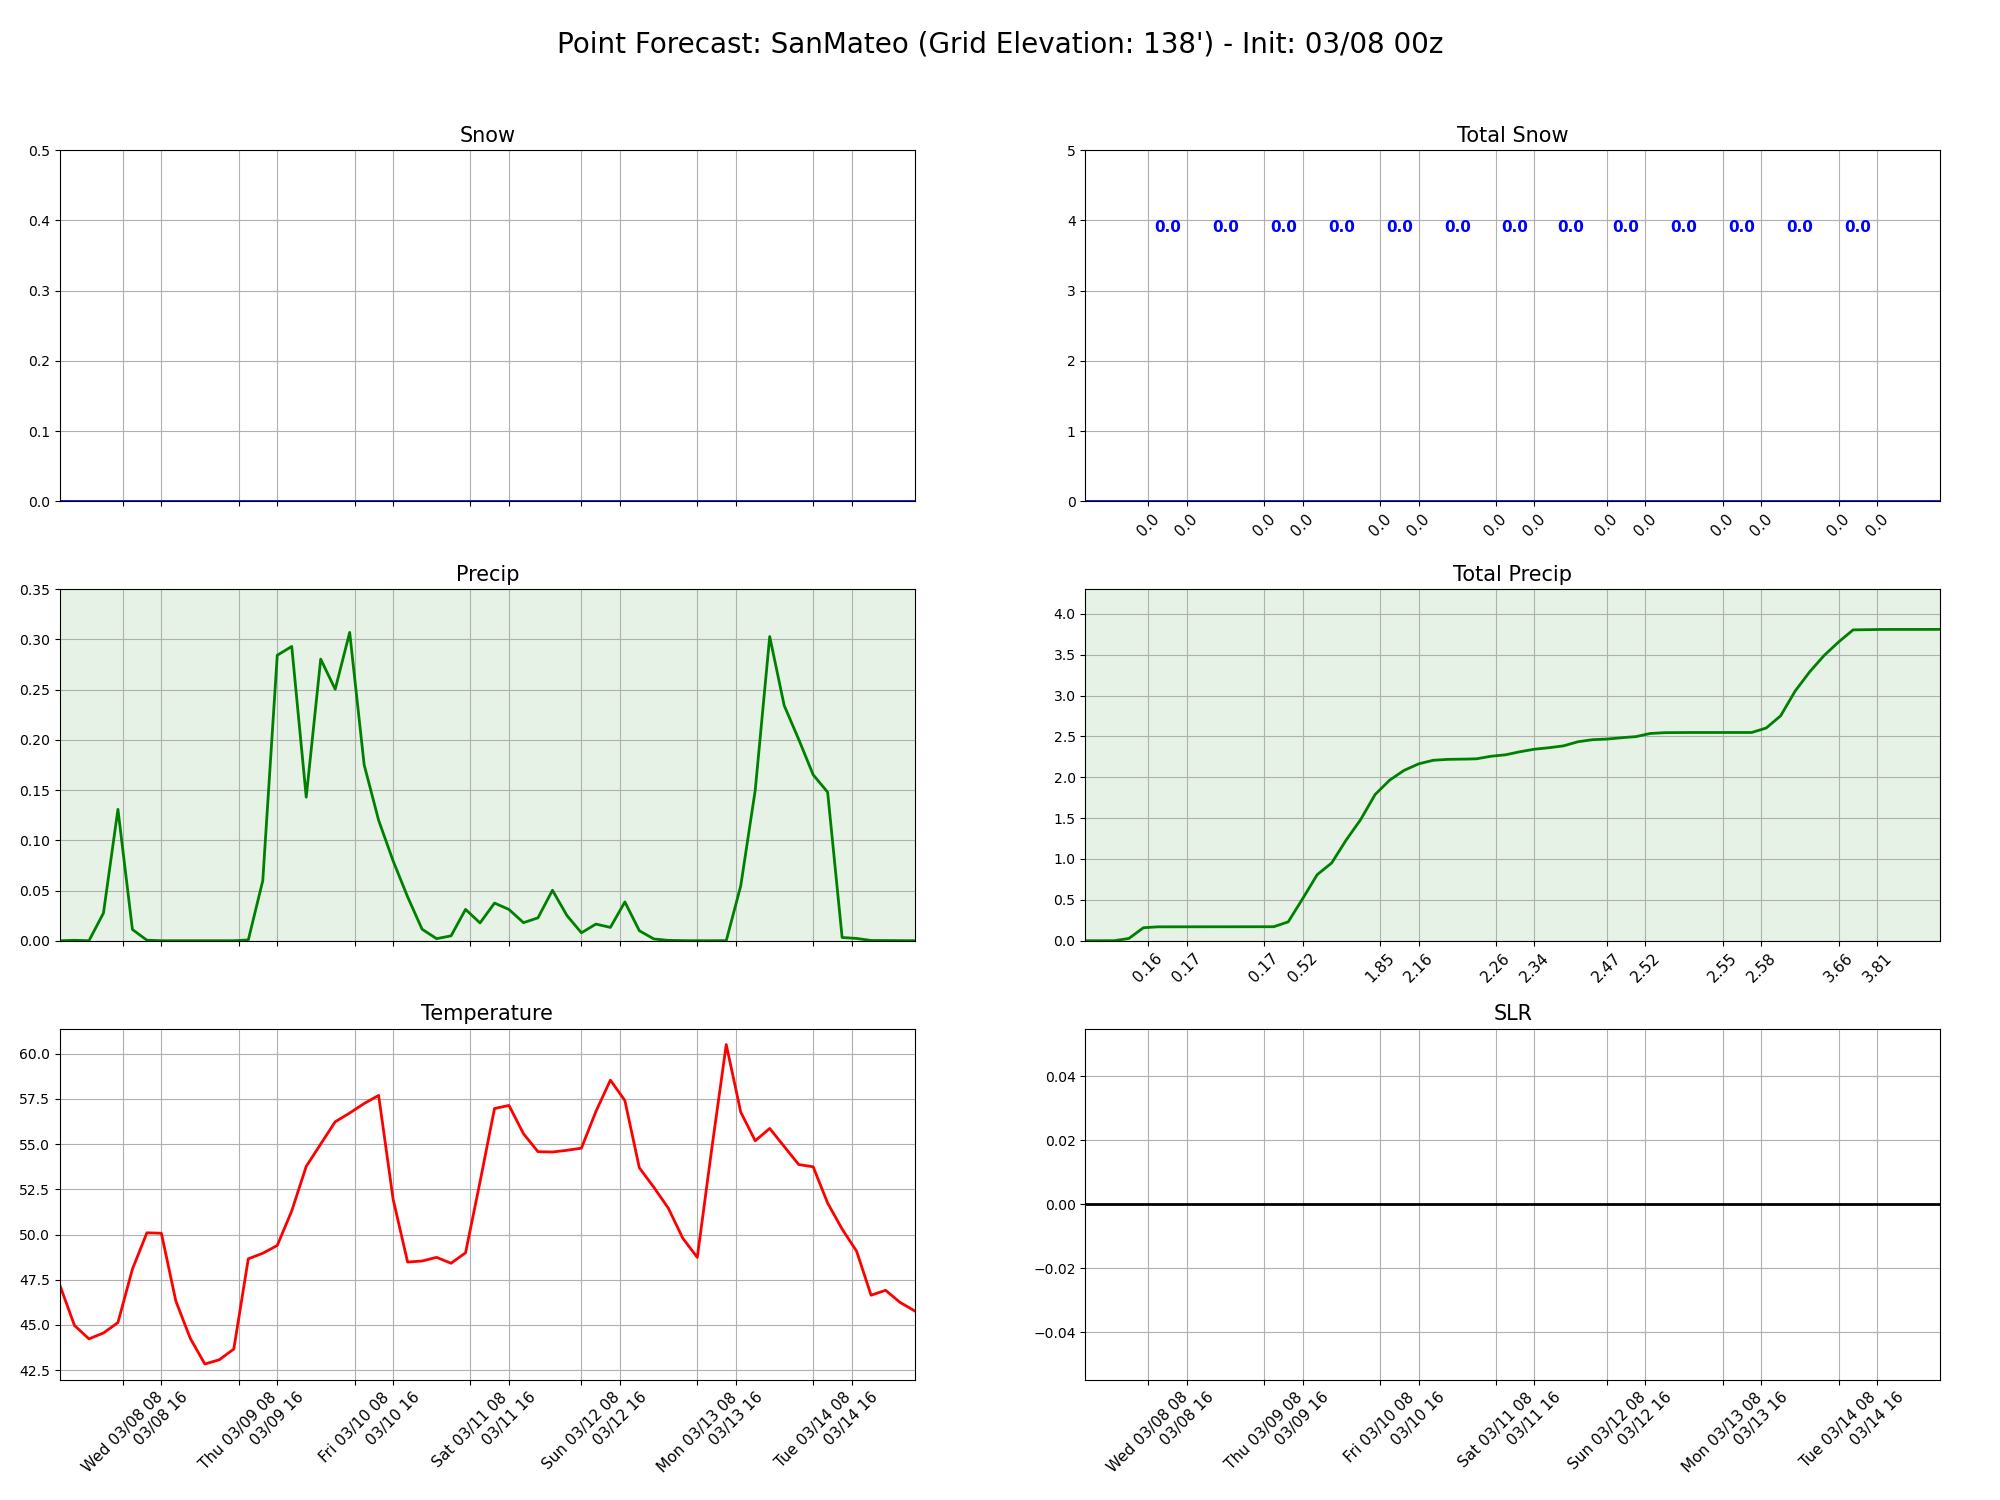 Point Forecast: SanMateo (Grid Elevation: 138') - Init: 03/08 00z
Snow
0.5
0.4
0.3
0.2
0.1
0.0
Total Snow
5
4
3
2
1
0
0.0 0.0 0.0 0.0 0.0 0.0 0.0 0.0 0.0 0.0 0.0 0.0 0.0
0.0 0.0 0.0 0.0 0.0 0.0 0.0 0.0 0.0 0.0 0.0 0.0 0.0 0.0
Precip
0.35
0.30
0.25
0.20
0.15
0.10
0.05
0.00
Total Precip
4.0
3.5
3.0
2.5
2.0
1.5
1.0
0.5
0.0
0.16 0.17 0.17 0.52 1.85 2.16 2.26 2.34 2.47 2.52 2.55 2.58 3.66 3.81
Temperature
60.0
57.5
55.0
52.5
50.0
47.5
45.0
42.5
Wed 03/08 08
03/08 16
Thu 03/09 08
03/09 16
Fri 03/10 08
03/10 16
Sat 03/11 08
03/11 16
Sun 03/12 08
03/12 16
Mon 03/13 08
03/13 16
Tue 03/14 08
03/14 16
SLR
0.04
0.02
0.00
−0.02
−0.04
Wed 03/08 08
03/08 16
Thu 03/09 08
03/09 16
Fri 03/10 08
03/10 16
Sat 03/11 08
03/11 16
Sun 03/12 08
03/12 16
Mon 03/13 08
03/13 16
Tue 03/14 08
03/14 16